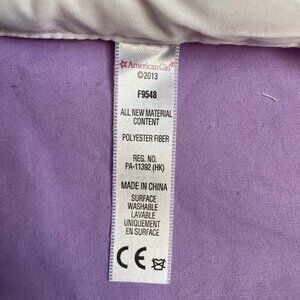 American Girl®
©2013
F9548
ALL NEW MATERIAL
CONTENT
POLYESTER FIBER
REG. NO.
PA-11392 (HK)
MADE IN CHINA
SURFACE
WASHABLE
LAVABLE
UNIQUEMENT
EN SURFACE
CE